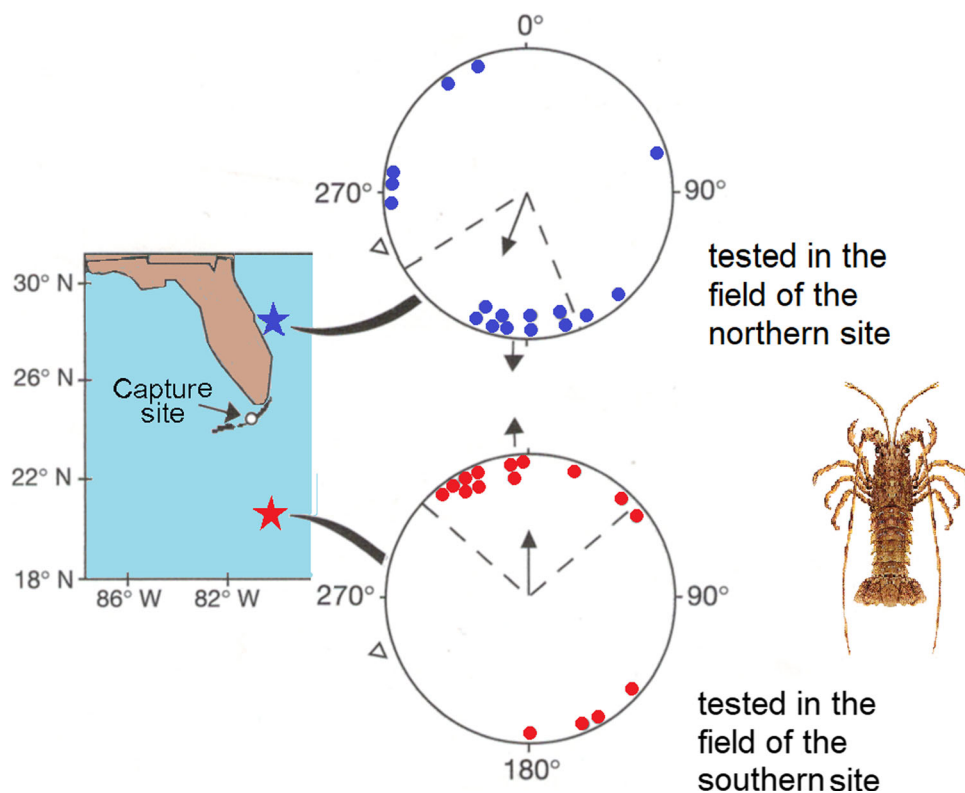 0°
270°
90°
tested in the
field of the
northern site
30° N
26° N
Capture
site
22° N
18° N
86° W
82° W
270°
90°
180°
tested in the
field of the
southern site